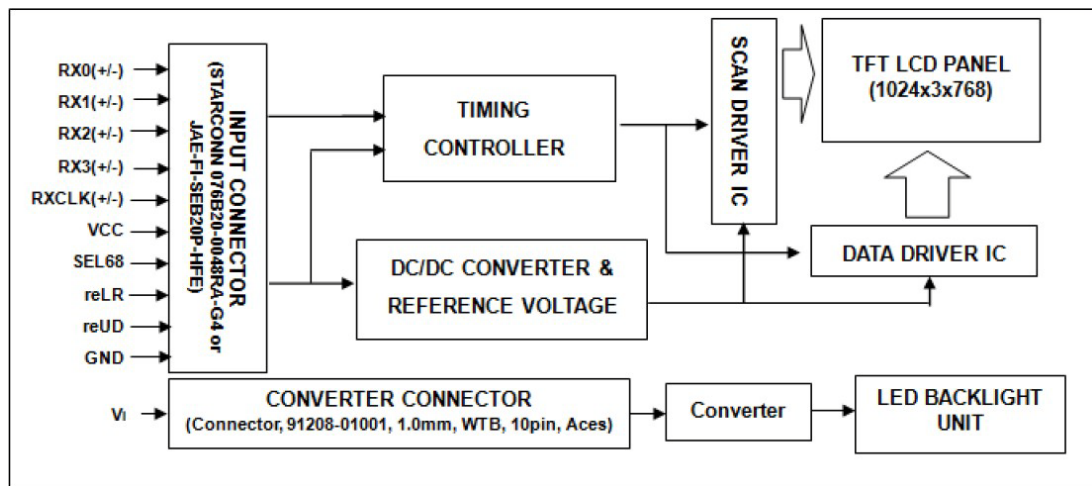 RX0(+/-)
RX1(+/-)
RX2(+/-)
RX3(+/-)
RXCLK(+/-)
VCC
SEL68
reLR
reUD
GND
INPUT CONNECTOR
(STARCONN 076B20-0048RA-G4 or
JAE-FI-SEB20P-HFE)
TIMING
CONTROLLER
DC/DC CONVERTER &
REFERENCE VOLTAGE
SCAN DRIVER IC
TFT LCD PANEL
(1024x3x768)
DATA DRIVER IC
VI
CONVERTER CONNECTOR
(Connector, 91208-01001, 1.0mm, WTB, 10pin, Aces)
Converter
LED BACKLIGHT
UNIT